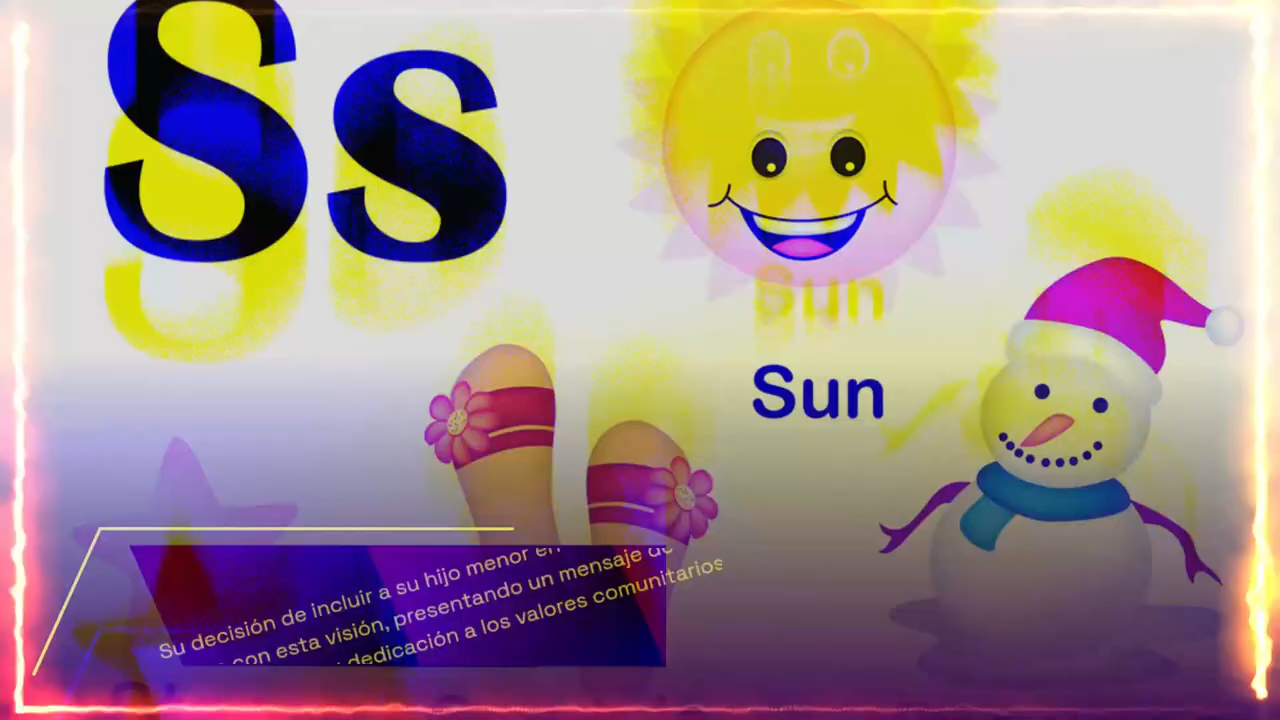 Ss
Sun
Sun
Su decisión de incluir a su hijo menor en
con esta visión, presentando un mensaje de
dedicación a los valores comunitarios